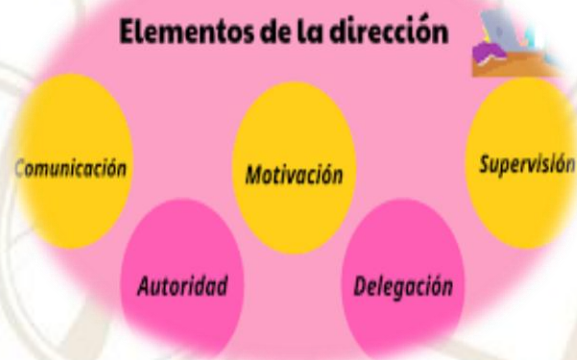 Elementos de la dirección
Comunicación
Motivación
Supervisión
Autoridad
Delegación